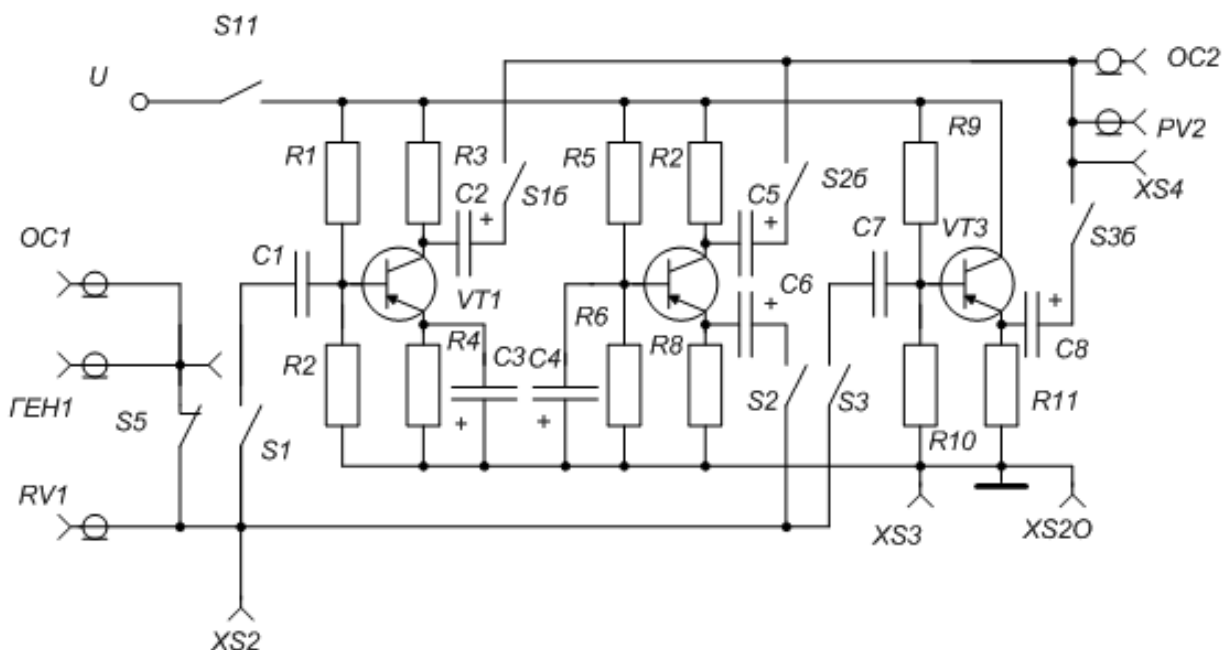 S11
U
OC2
R9
PV2
R1
R3
R5
R2
C2
S1б
C5
S2б
XS4
OC1
C1
C7
VT3
S3б
VT1
C6
R6
ГЕН1
R2
R4
C3
C4
R8
C8
S5
S1
S2
S3
R11
R10
RV1
XS3
XS2O
XS2
+
+
+
+
+
+